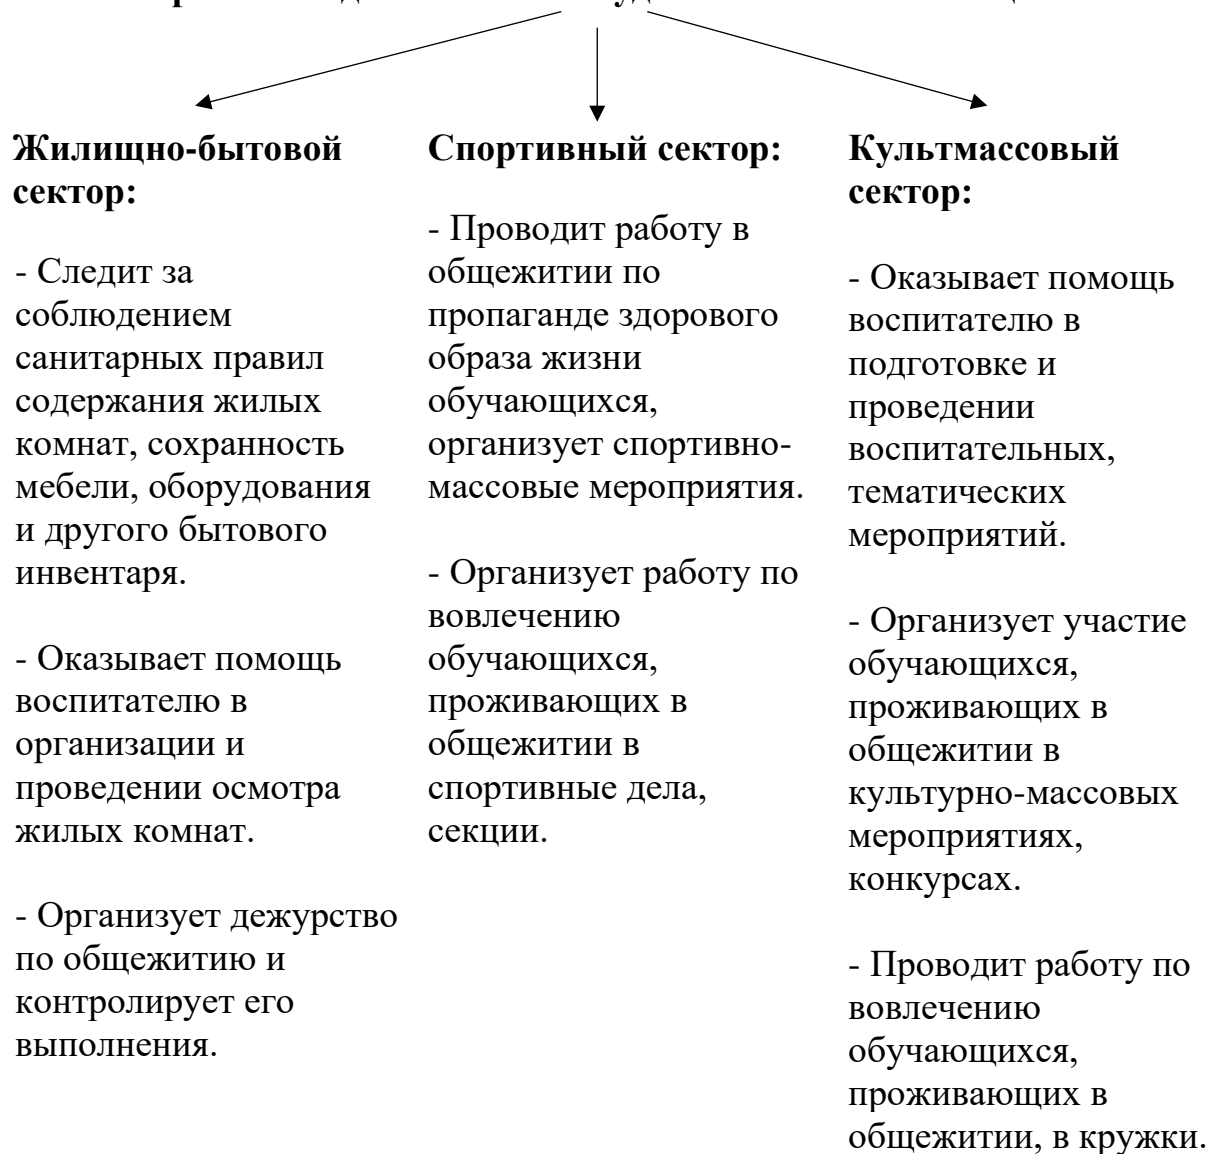 Жилищно-бытовой
сектор:
- Следит за
соблюдением
санитарных правил
содержания жилых
комнат, сохранность
мебели, оборудования
и другого бытового
инвентаря.
- Оказывает помощь
воспитателю в
организации и
проведении осмотра
жилых комнат.
- Организует дежурство
по общежитию и
контролирует его
выполнения.
Спортивный сектор:
- Проводит работу в
общежитии по
пропаганде здорового
образа жизни
обучающихся,
организует спортивно-
массовые мероприятия.
- Организует работу по
вовлечению
обучающихся,
проживающих в
общежитии в
спортивные дела,
секции.
Культмассовый
сектор:
- Оказывает помощь
воспитателю в
подготовке и
проведении
воспитательных,
тематических
мероприятий.
- Организует участие
обучающихся,
проживающих в
общежитии в
культурно-массовых
мероприятиях,
конкурсах.
- Проводит работу по
вовлечению
обучающихся,
проживающих в
общежитии, в кружки.